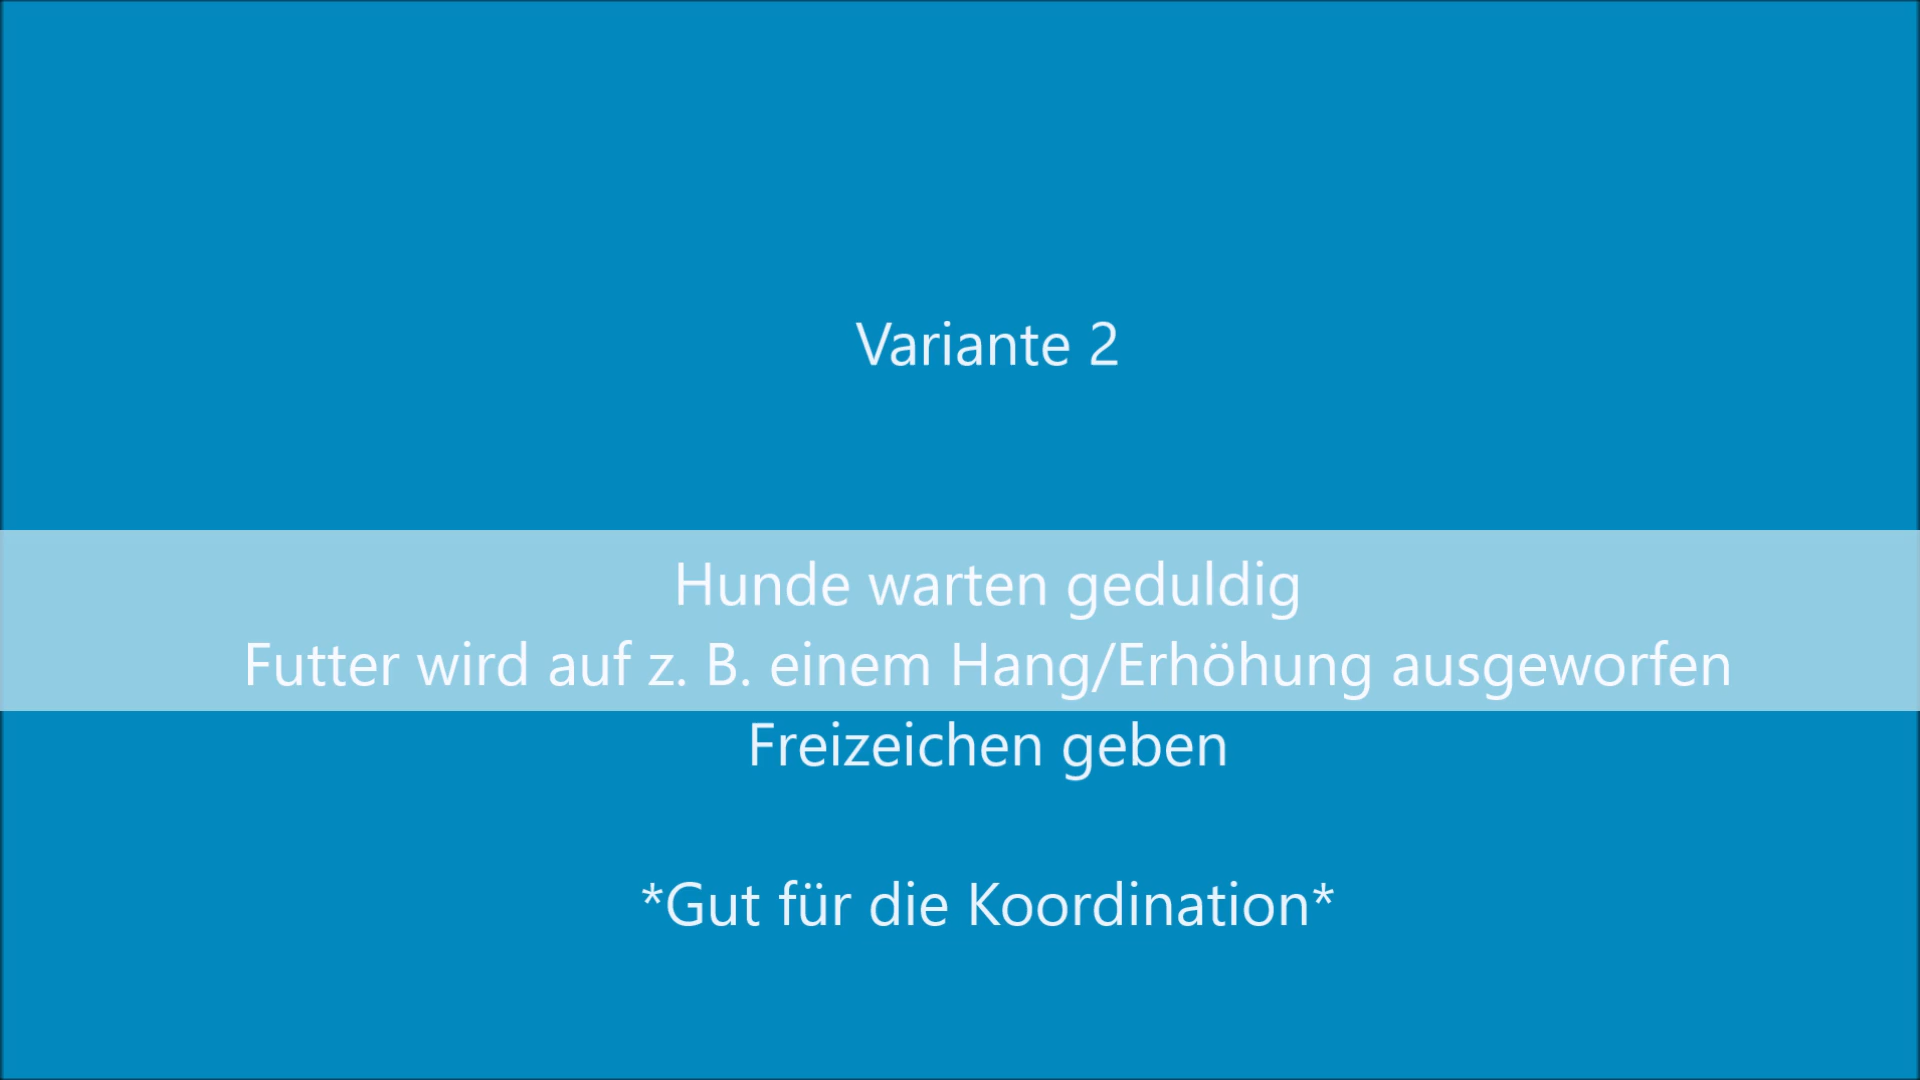 Variante 2
Hunde warten geduldig
Futter wird auf z. B. einem Hang/Erhöhung ausgeworfen
Freizeichen geben
*Gut für die Koordination*